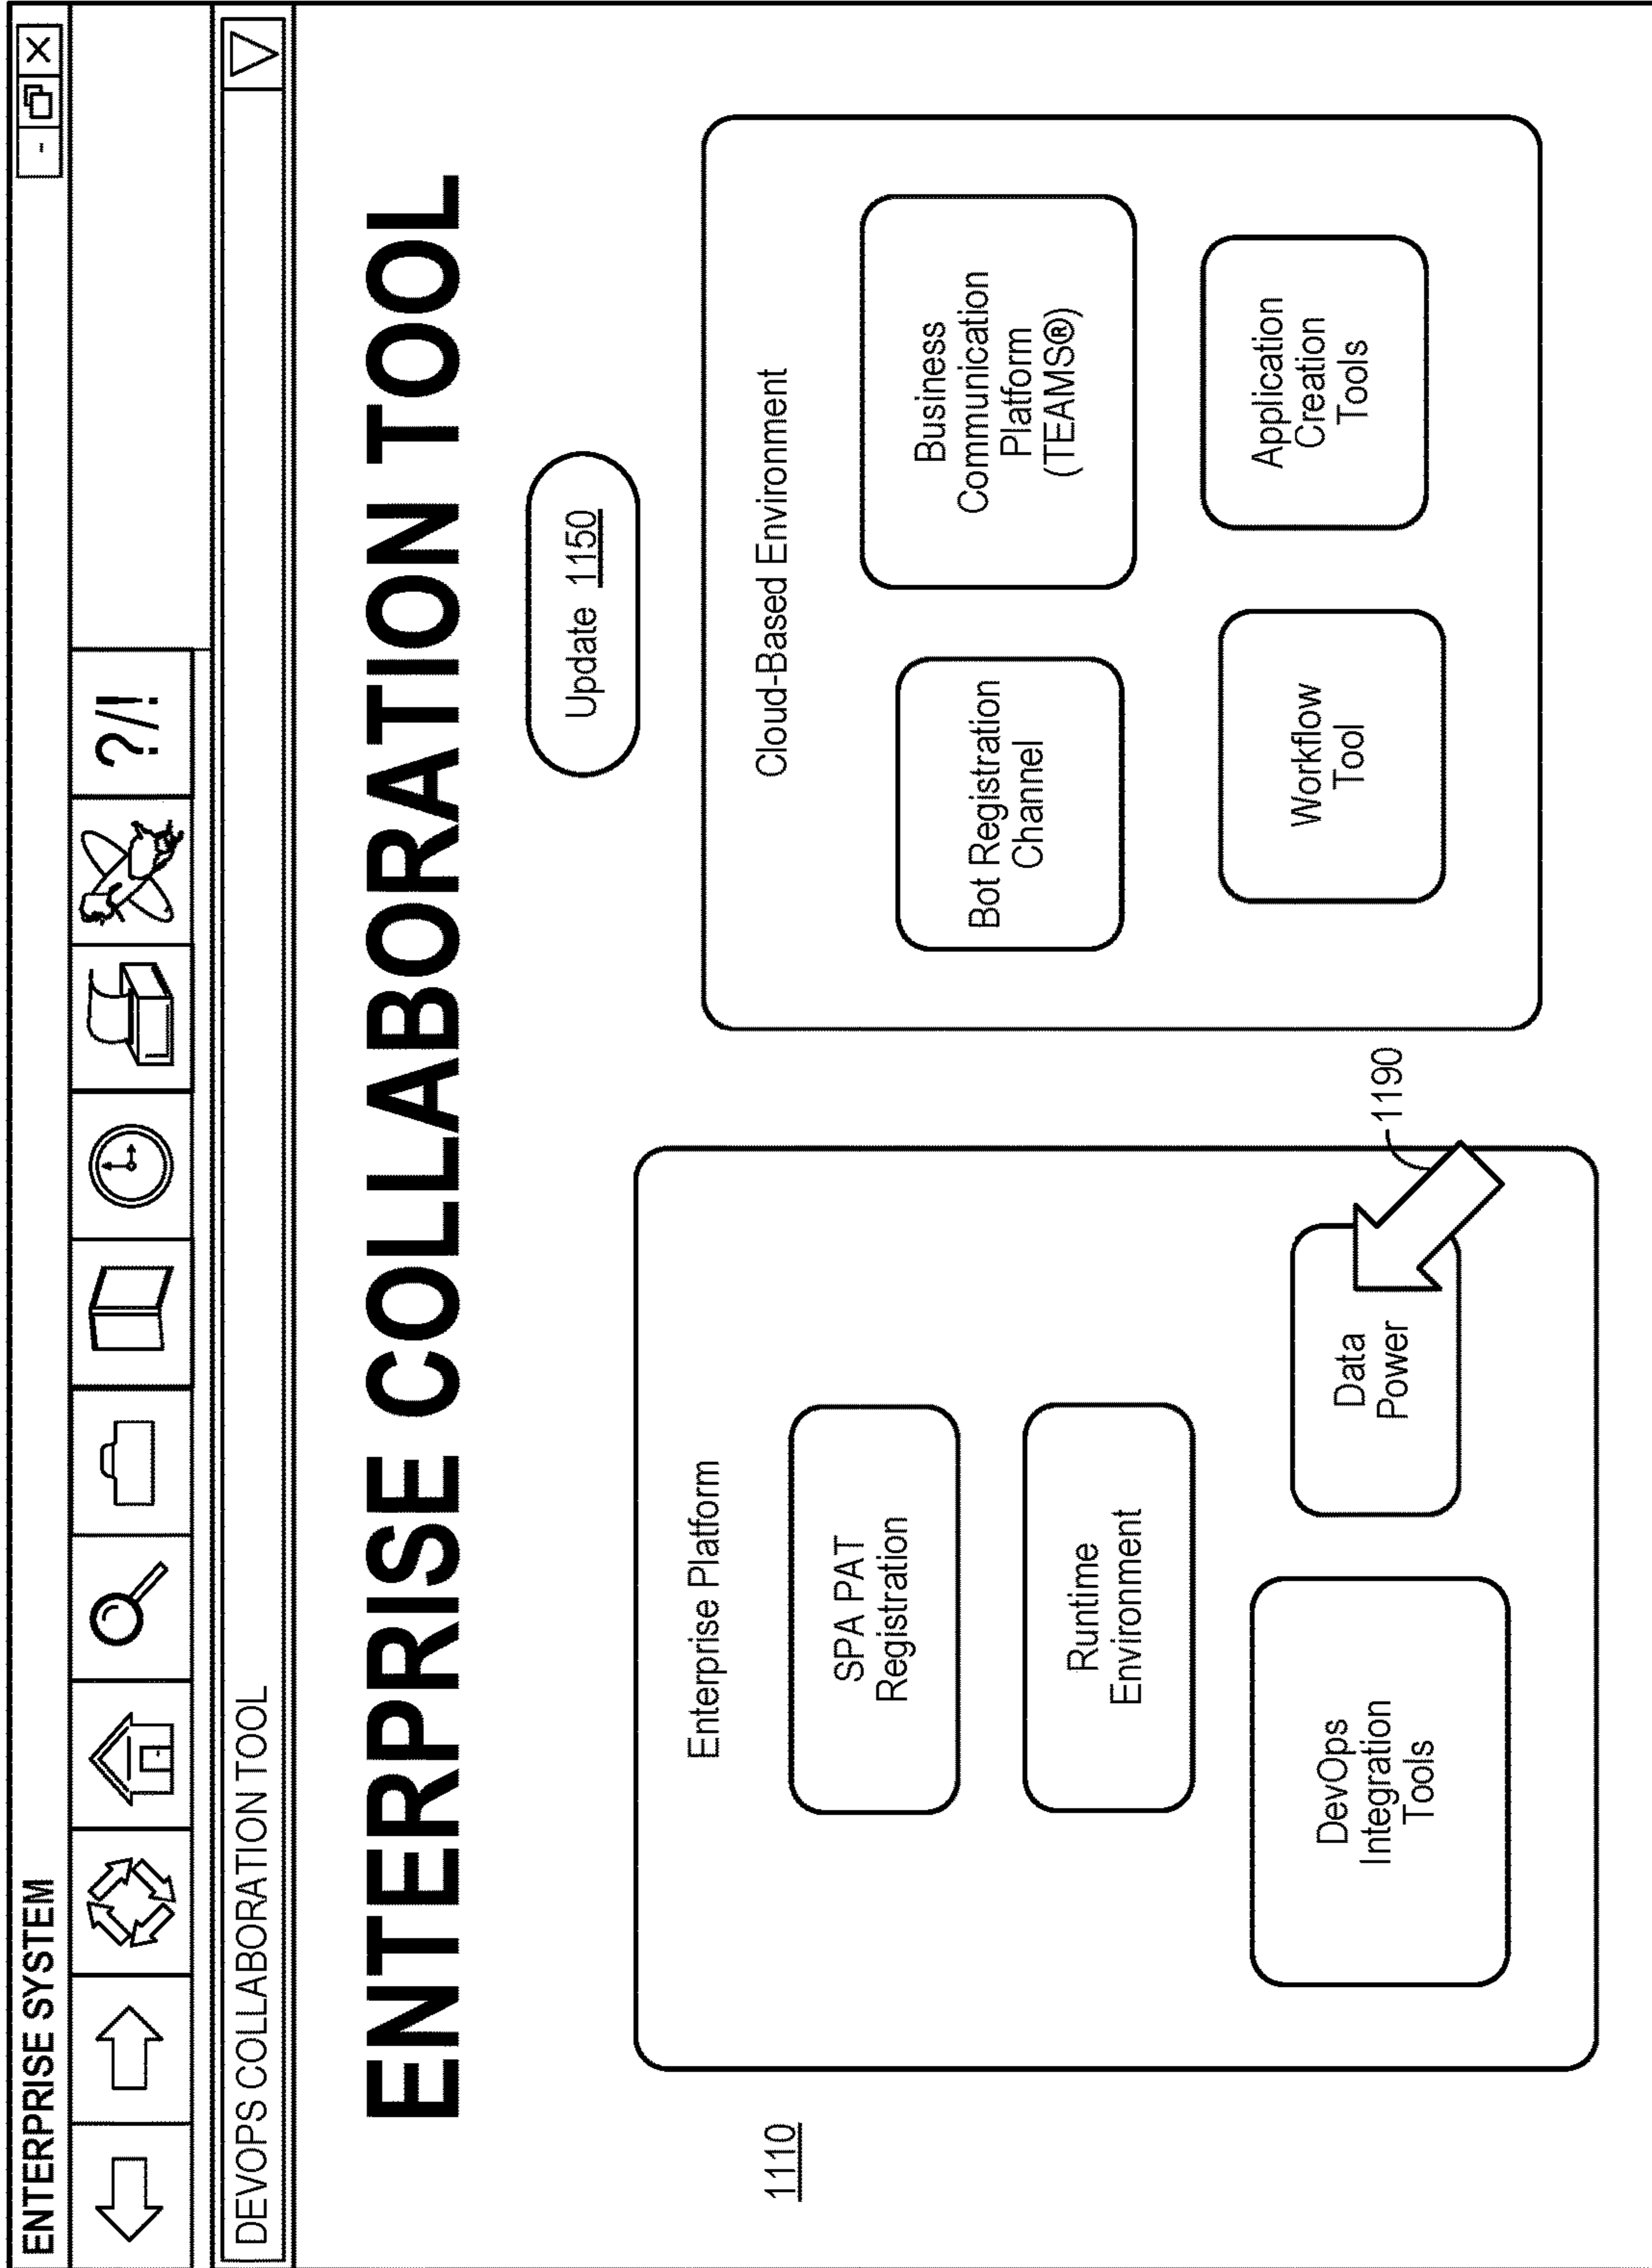 ENTERPRISE SYSTEM
-
X
?/!
DEVOPS COLLABORATION TOOL
ENTERPRISE COLLABORATION TOOL
Update 1150
1110
Enterprise Platform
SPA PAT
Registration
Runtime
Environment
DevOps
Integration
Tools
Data
Power
1190
Cloud-Based Environment
Bot Registration
Channel
Business
Communication
Platform
(TEAMS®)
Workflow
Tool
Application
Creation
Tools